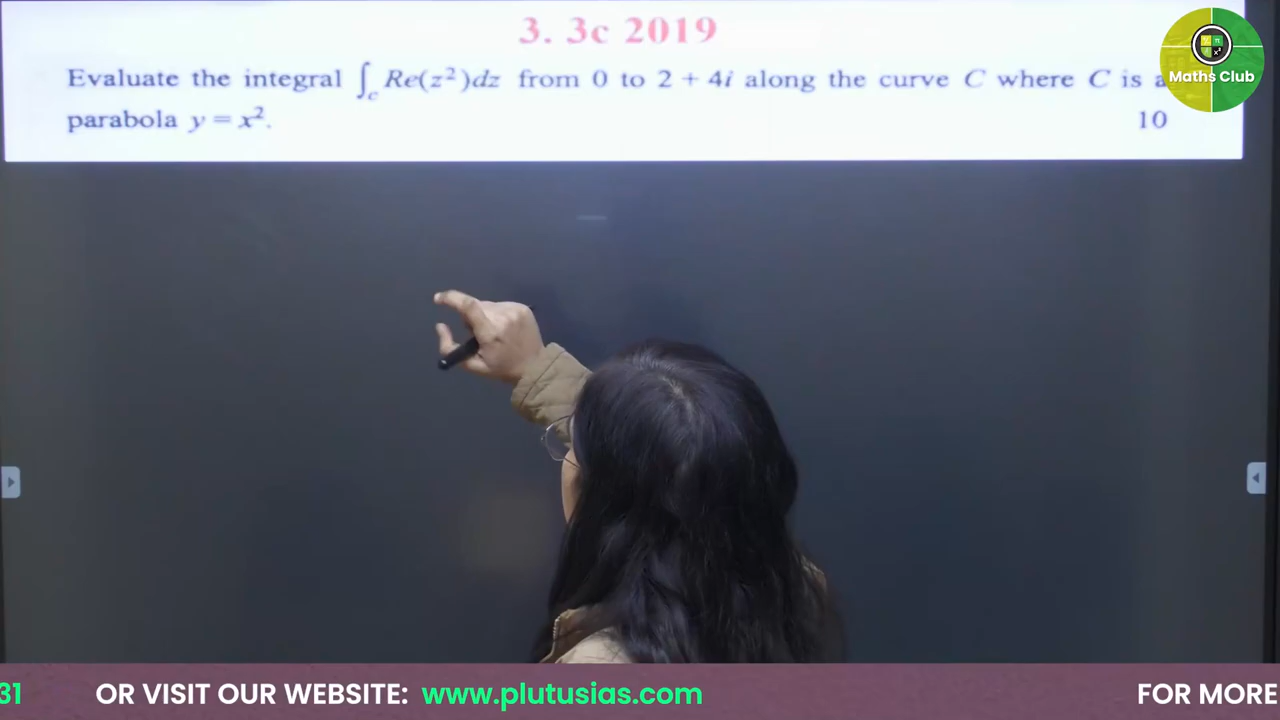 3. 3c 2019
Evaluate the integral ∫_c Re(z²)dz from 0 to 2 + 4i along the curve C where C is a
parabola y = x².
10
Maths Club
31 OR VISIT OUR WEBSITE: www.plutusias.com FOR MORE